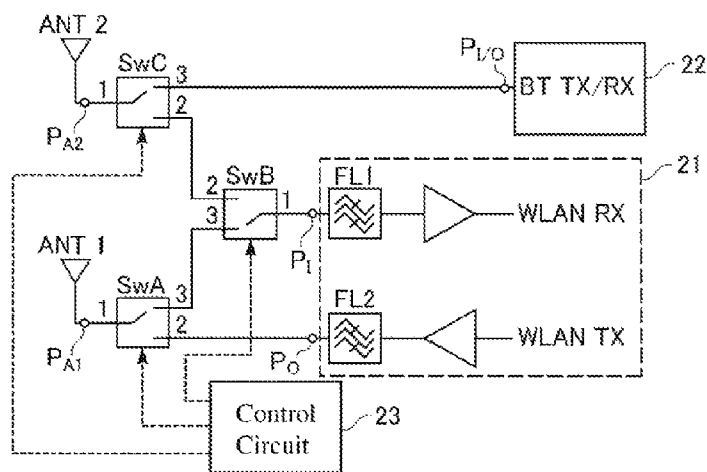 ANT 2
SwC
1
3
2
P_A2
P_I/O
BT TX/RX
22
SwB
2
3
1
P_I
FL1
WLAN RX
21
ANT 1
SwA
1
3
2
P_A1
P_O
FL2
WLAN TX
Control
Circuit
23